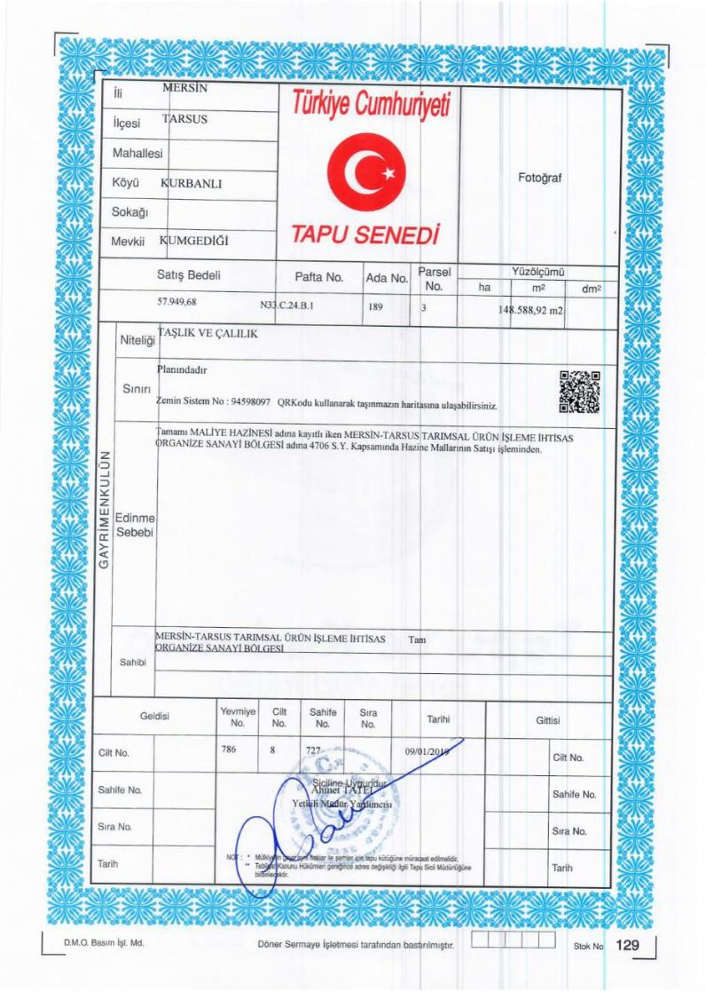 İli MERSİN
İlçesi TARSUS
Mahallesi
Köyü KURBANLI
Sokağı
Mevkii KUMGEDİĞİ
Türkiye Cumhuriyeti
TAPU SENEDİ
Fotoğraf
Satış Bedeli Pafta No. Ada No. Parsel No. Yüzölçümü
ha m2 dm2
57.949,68 N33.C.24.B.1 189 3 148.588,92 m2
GAYRİMENKULÜN
Niteliği TAŞLIK VE ÇALILIK
Sınırı Planındadır
Zemin Sistem No : 94598097 QRKodu kullanarak taşınmazın haritasına ulaşabilirsiniz.
Edinme Sebebi
Tamamı MALİYE HAZİNESİ adına kayıtlı iken MERSİN-TARSUS TARIMSAL ÜRÜN İŞLEME İHTİSAS
ORGANİZE SANAYİ BÖLGESİ adına 4706 S.Y. Kapsamında Hazine Mallarının Satışı işleminden.
Sahibi
MERSİN-TARSUS TARIMSAL ÜRÜN İŞLEME İHTİSAS Tam
ORGANİZE SANAYİ BÖLGESİ
Geldisi Yevmiye No. Cilt No. Sahife No. Sıra No. Tarihi Gittisi
Cilt No. 786 8 727 09/01/2019 Cilt No.
Sahife No. Sahife No.
Sıra No. Sıra No.
Tarih Tarih
Siciline Uygundur
Ahmet TATLI
Yetkili Müdür Yardımcısı
NOT : * Mülkiyetin gayri ayni haklar ile şerhler için tapu kütüğüne müracaat edilmelidir.
** Tebligat Kanunu Hükümleri gereğince adres değişikliği ilgili Tapu Sicil Müdürlüğüne
bildirilecektir.
D.M.O. Basım İşl. Md. Döner Sermaye İşletmesi tarafından bastırılmıştır. Stok No 129